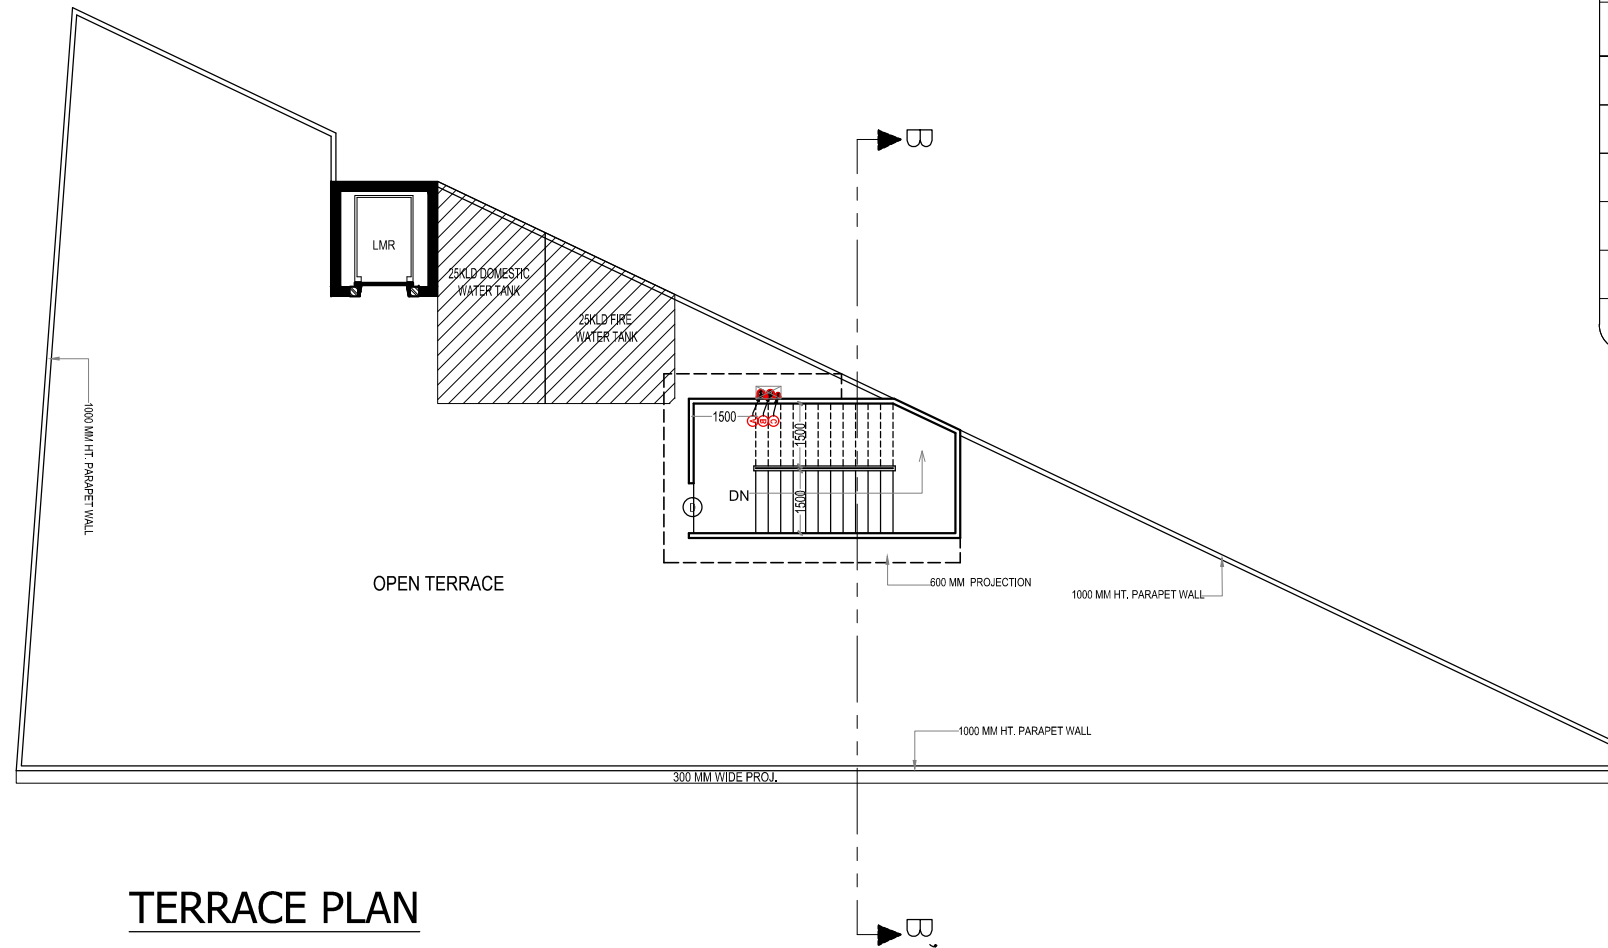 B
LMR
25KLD DOMESTIC
WATER TANK
25KLD FIRE
WATER TANK
1000 MM HT. PARAPET WALL
1500
A B C
1500
DN
1500
D
OPEN TERRACE
600 MM PROJECTION
1000 MM HT. PARAPET WALL
1000 MM HT. PARAPET WALL
300 MM WIDE PROJ.
TERRACE PLAN
B'